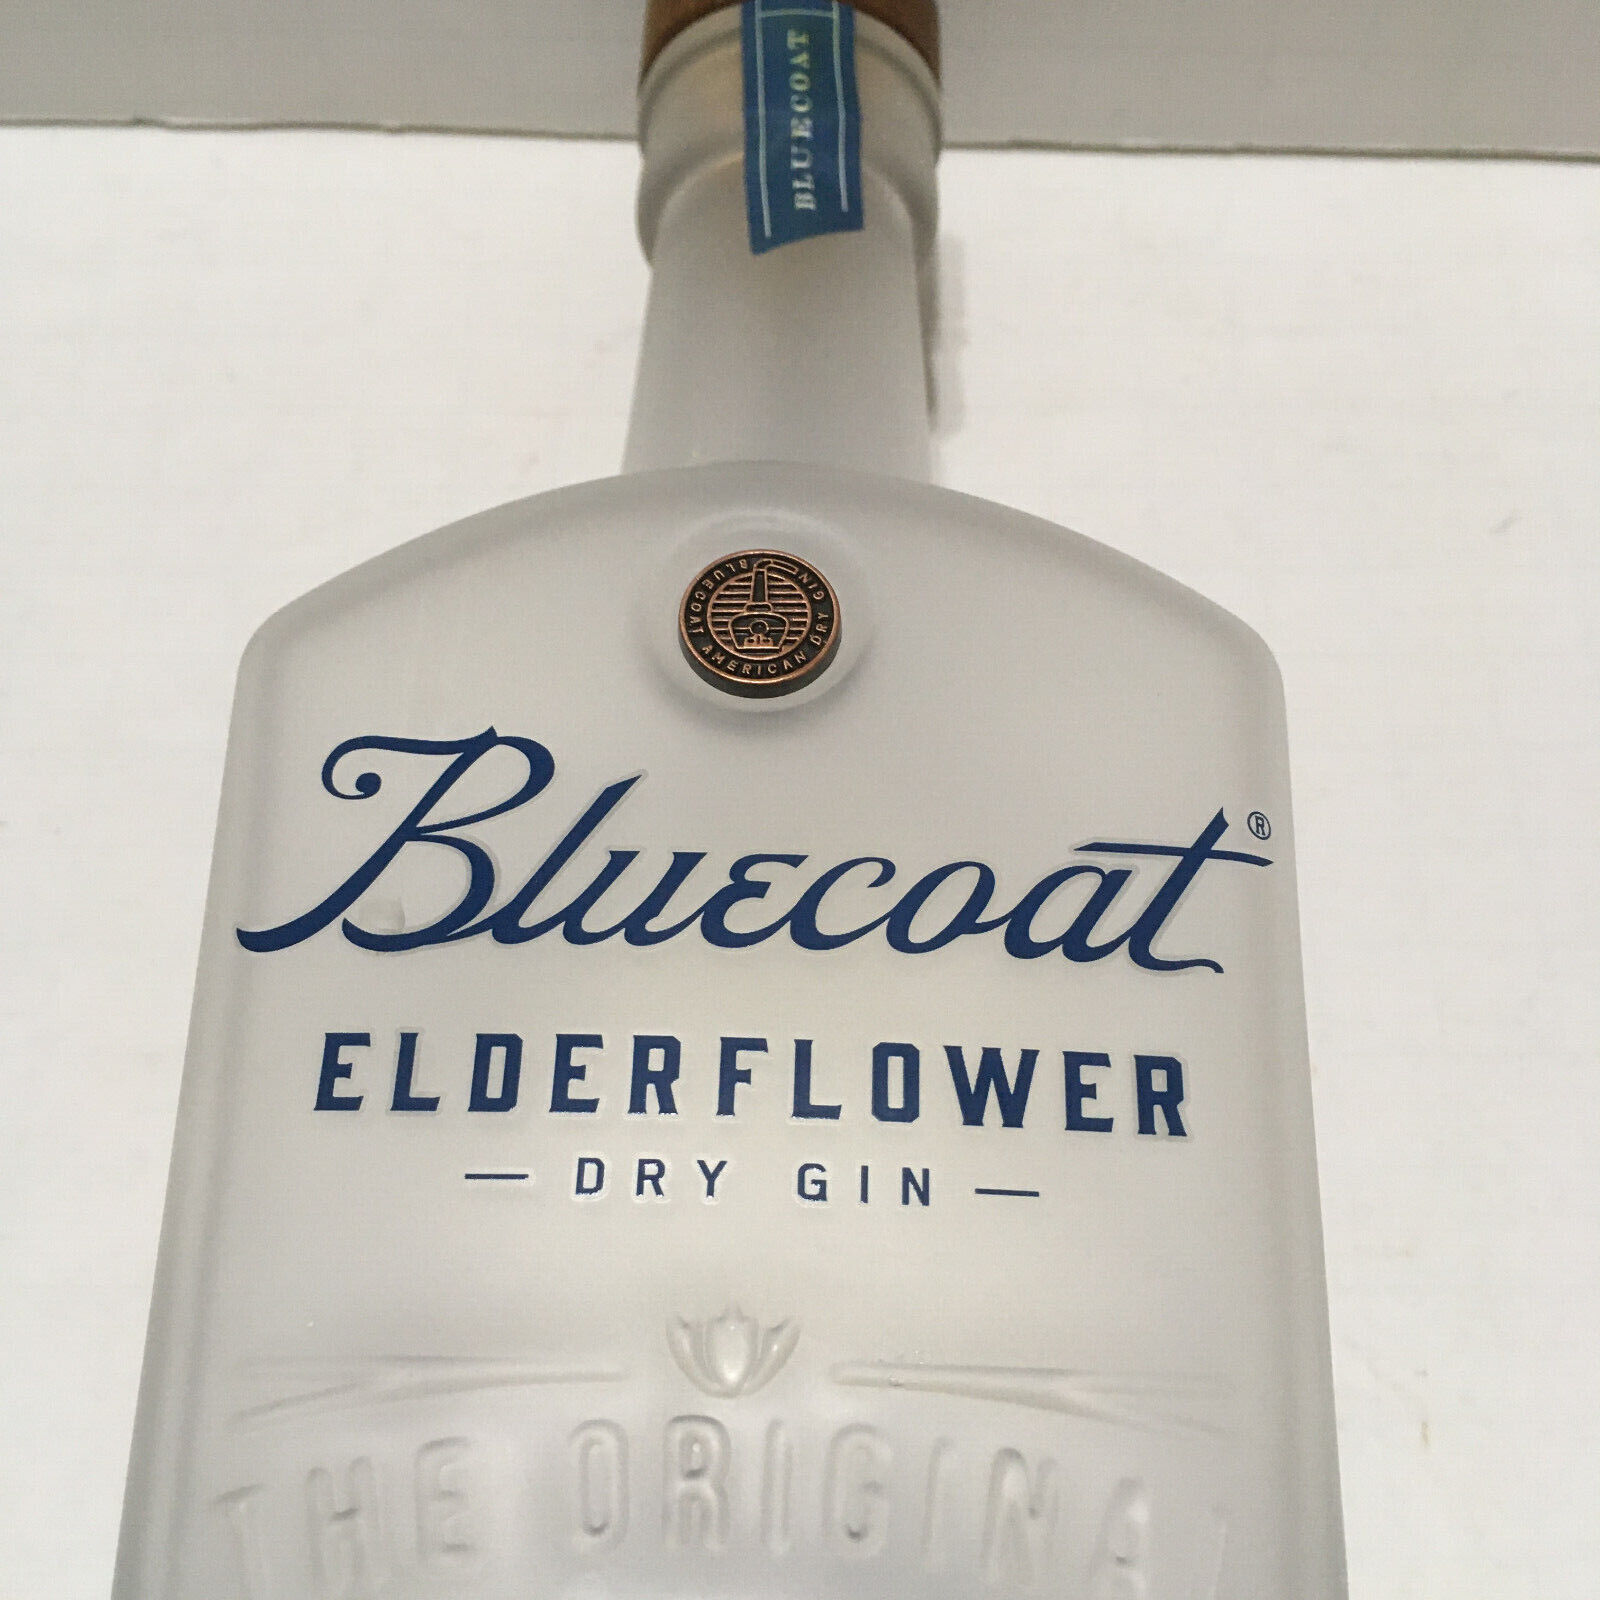 BLUECOAT
BLUECOAT AMERICAN DRY GIN
Bluecoat®
ELDERFLOWER
— DRY GIN —
THE ORIGINAL